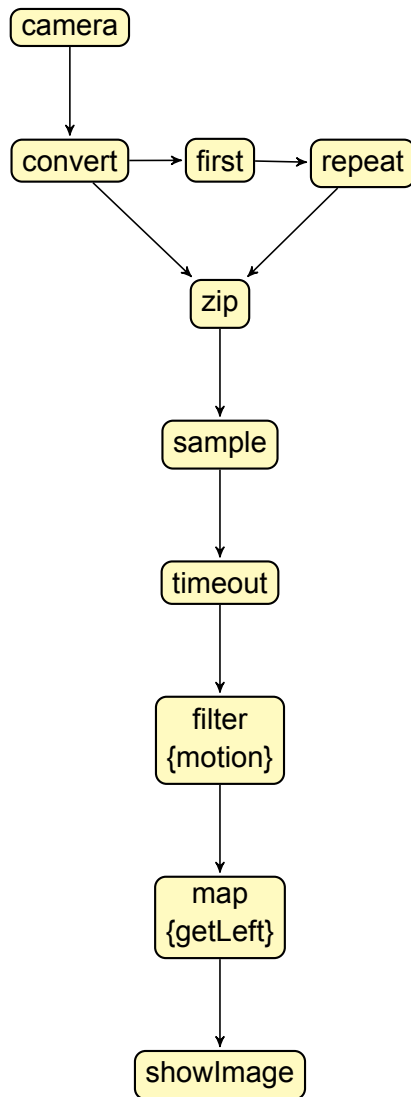 camera
convert
first
repeat
zip
sample
timeout
filter
{motion}
map
{getLeft}
showImage